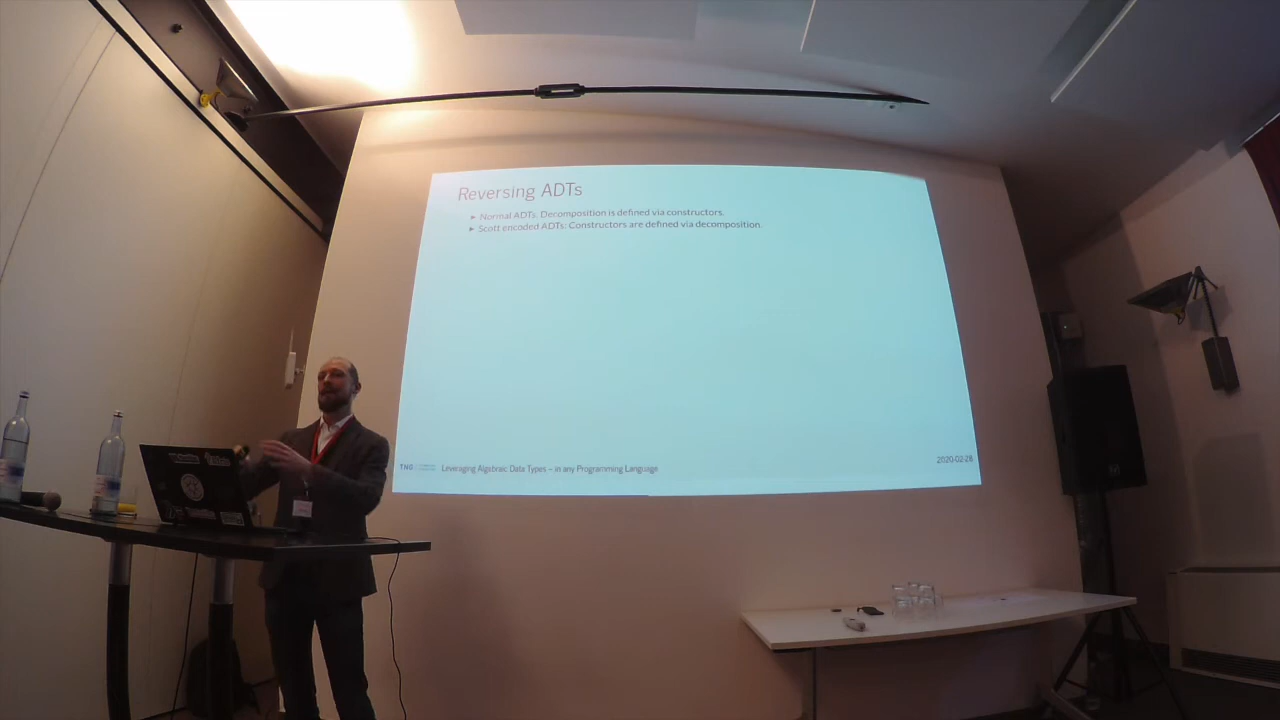 Reversing ADTs
▸ Normal ADTs: Decomposition is defined via constructors.
▸ Scott encoded ADTs: Constructors are defined via decomposition.
TNG
Leveraging Algebraic Data Types – in any Programming Language
2020-02-28